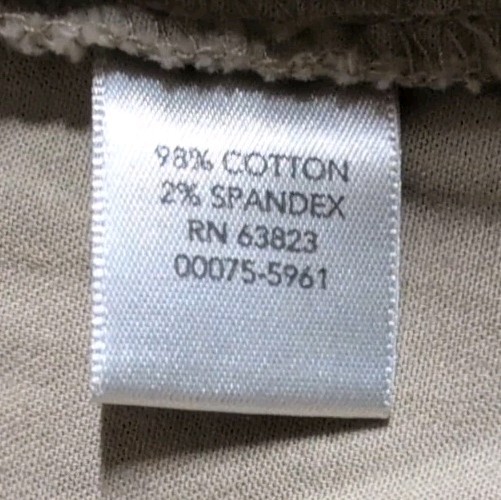 98% COTTON
2% SPANDEX
RN 63823
00075-5961